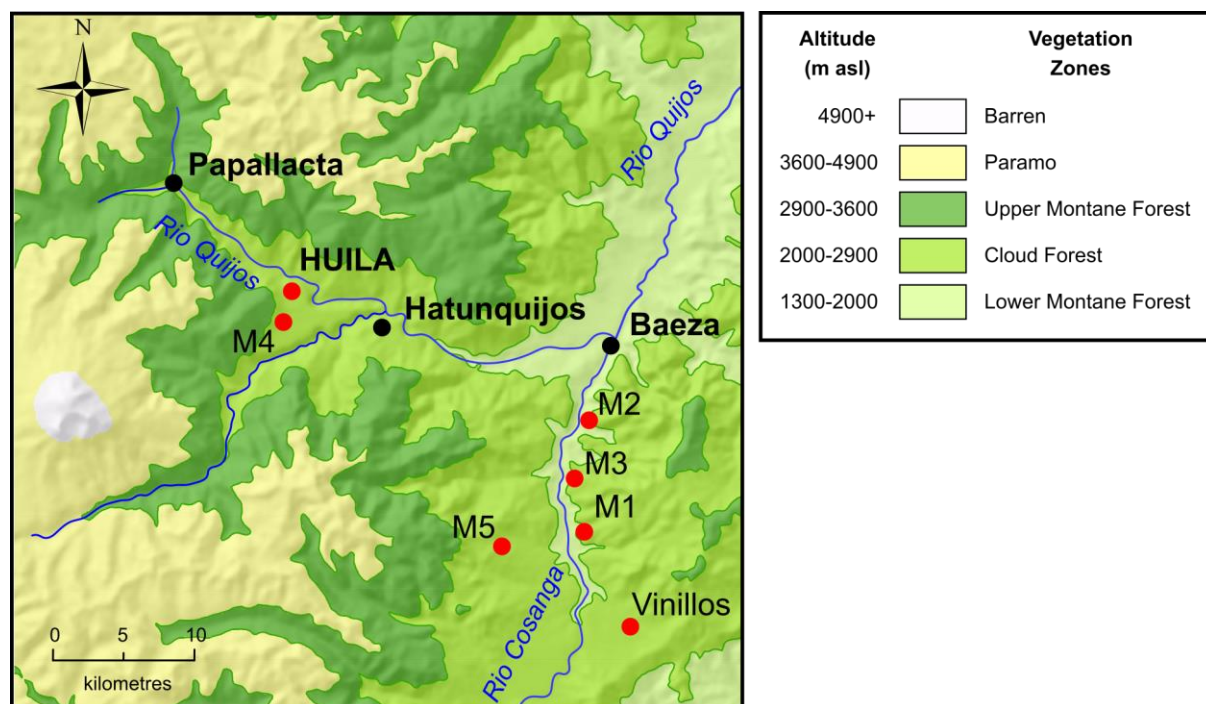 N
Papallacta
Rio Quijos
HUILA
M4
Hatunquijos
Rio Quijos
Baeza
M2
M3
M1
M5
Vinillos
Rio Cosanga
0 5 10
kilometres
Altitude Vegetation
(m asl) Zones
4900+ Barren
3600-4900 Paramo
2900-3600 Upper Montane Forest
2000-2900 Cloud Forest
1300-2000 Lower Montane Forest